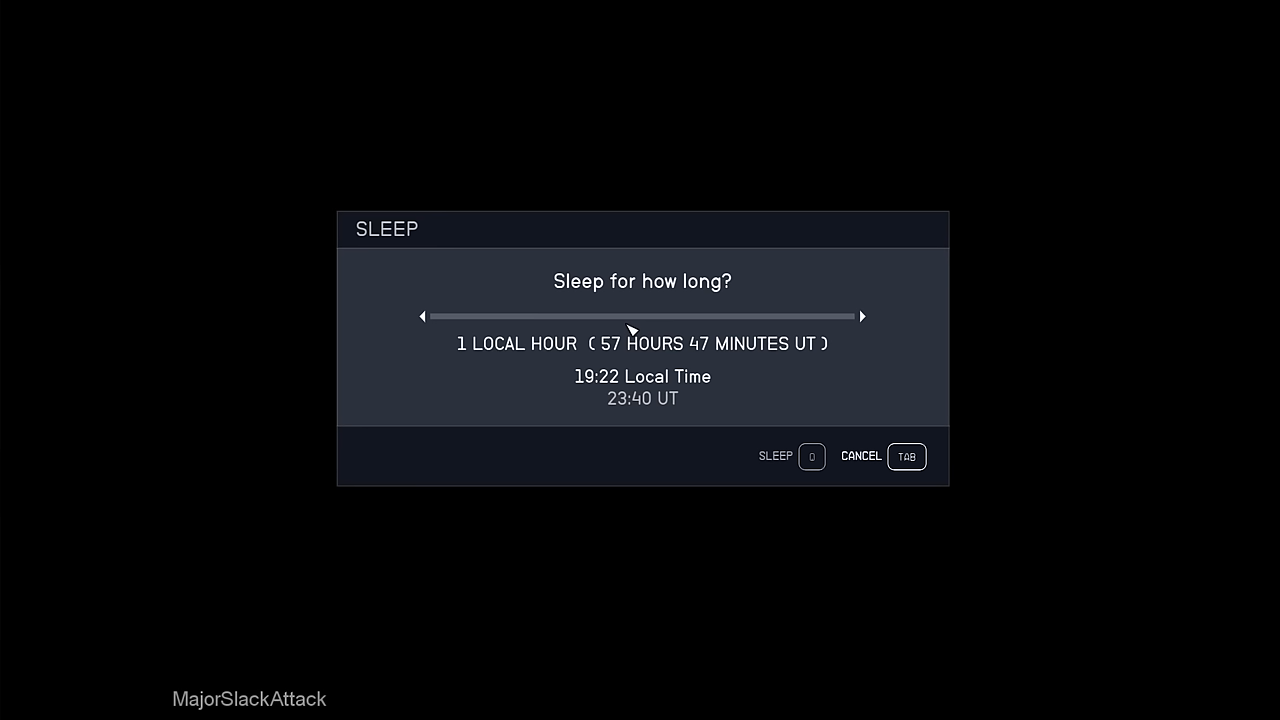 SLEEP
Sleep for how long?
1 LOCAL HOUR ( 57 HOURS 47 MINUTES UT )
19:22 Local Time
23:40 UT
SLEEP CANCEL TAB
MajorSlackAttack